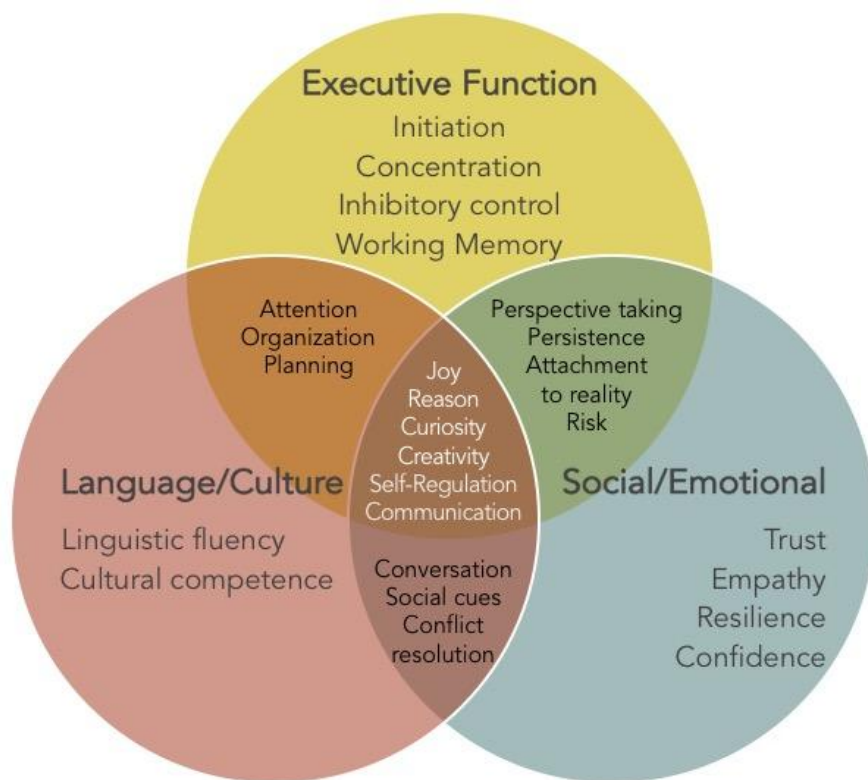 Executive Function
Initiation
Concentration
Inhibitory control
Working Memory
Attention
Organization
Planning
Perspective taking
Persistence
Attachment
to reality
Risk
Joy
Reason
Curiosity
Creativity
Self-Regulation
Communication
Language/Culture
Linguistic fluency
Cultural competence
Social/Emotional
Trust
Empathy
Resilience
Confidence
Conversation
Social cues
Conflict
resolution